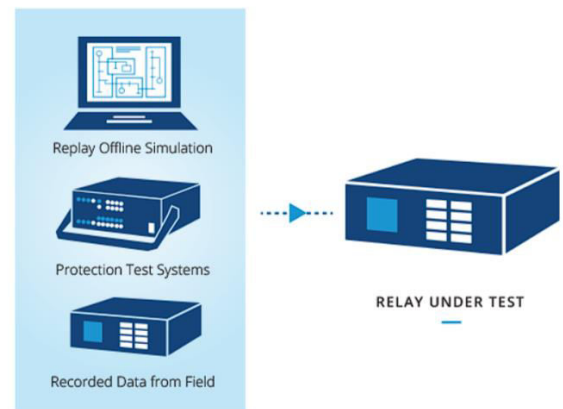 Replay Offline Simulation
Protection Test Systems
Recorded Data from Field
RELAY UNDER TEST